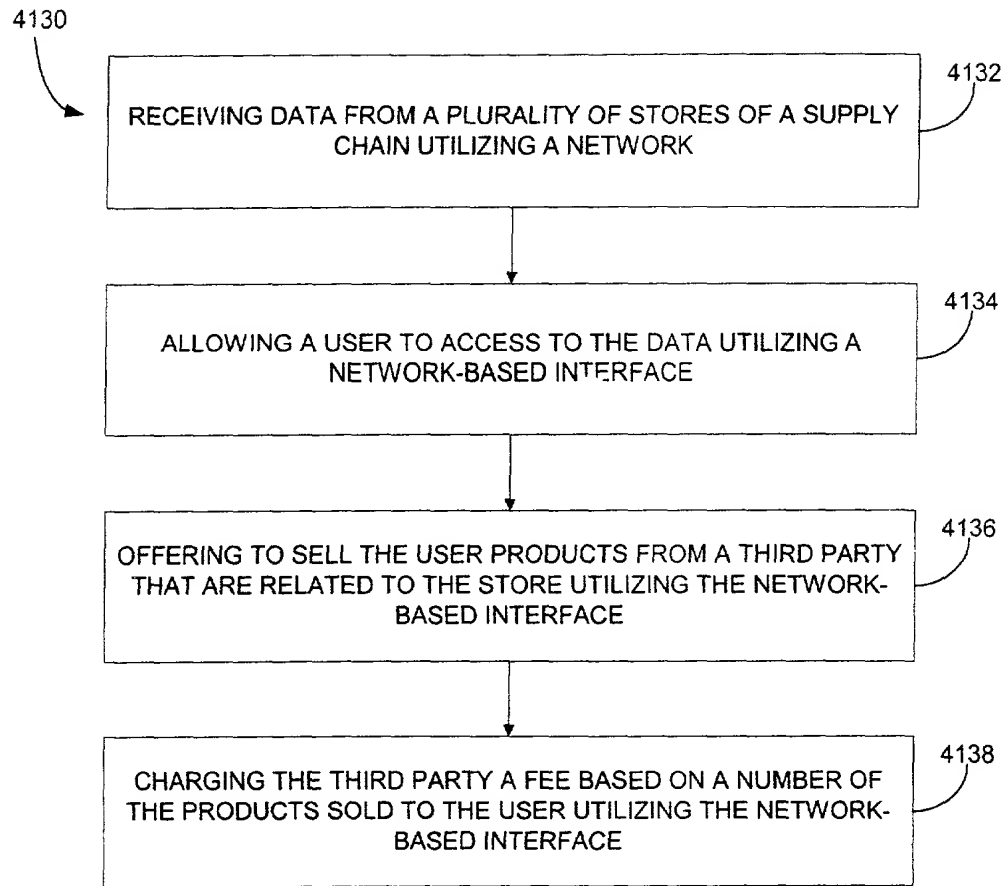 4130
4132
RECEIVING DATA FROM A PLURALITY OF STORES OF A SUPPLY
CHAIN UTILIZING A NETWORK
4134
ALLOWING A USER TO ACCESS TO THE DATA UTILIZING A
NETWORK-BASED INTERFACE
4136
OFFERING TO SELL THE USER PRODUCTS FROM A THIRD PARTY
THAT ARE RELATED TO THE STORE UTILIZING THE NETWORK-
BASED INTERFACE
4138
CHARGING THE THIRD PARTY A FEE BASED ON A NUMBER OF
THE PRODUCTS SOLD TO THE USER UTILIZING THE NETWORK-
BASED INTERFACE